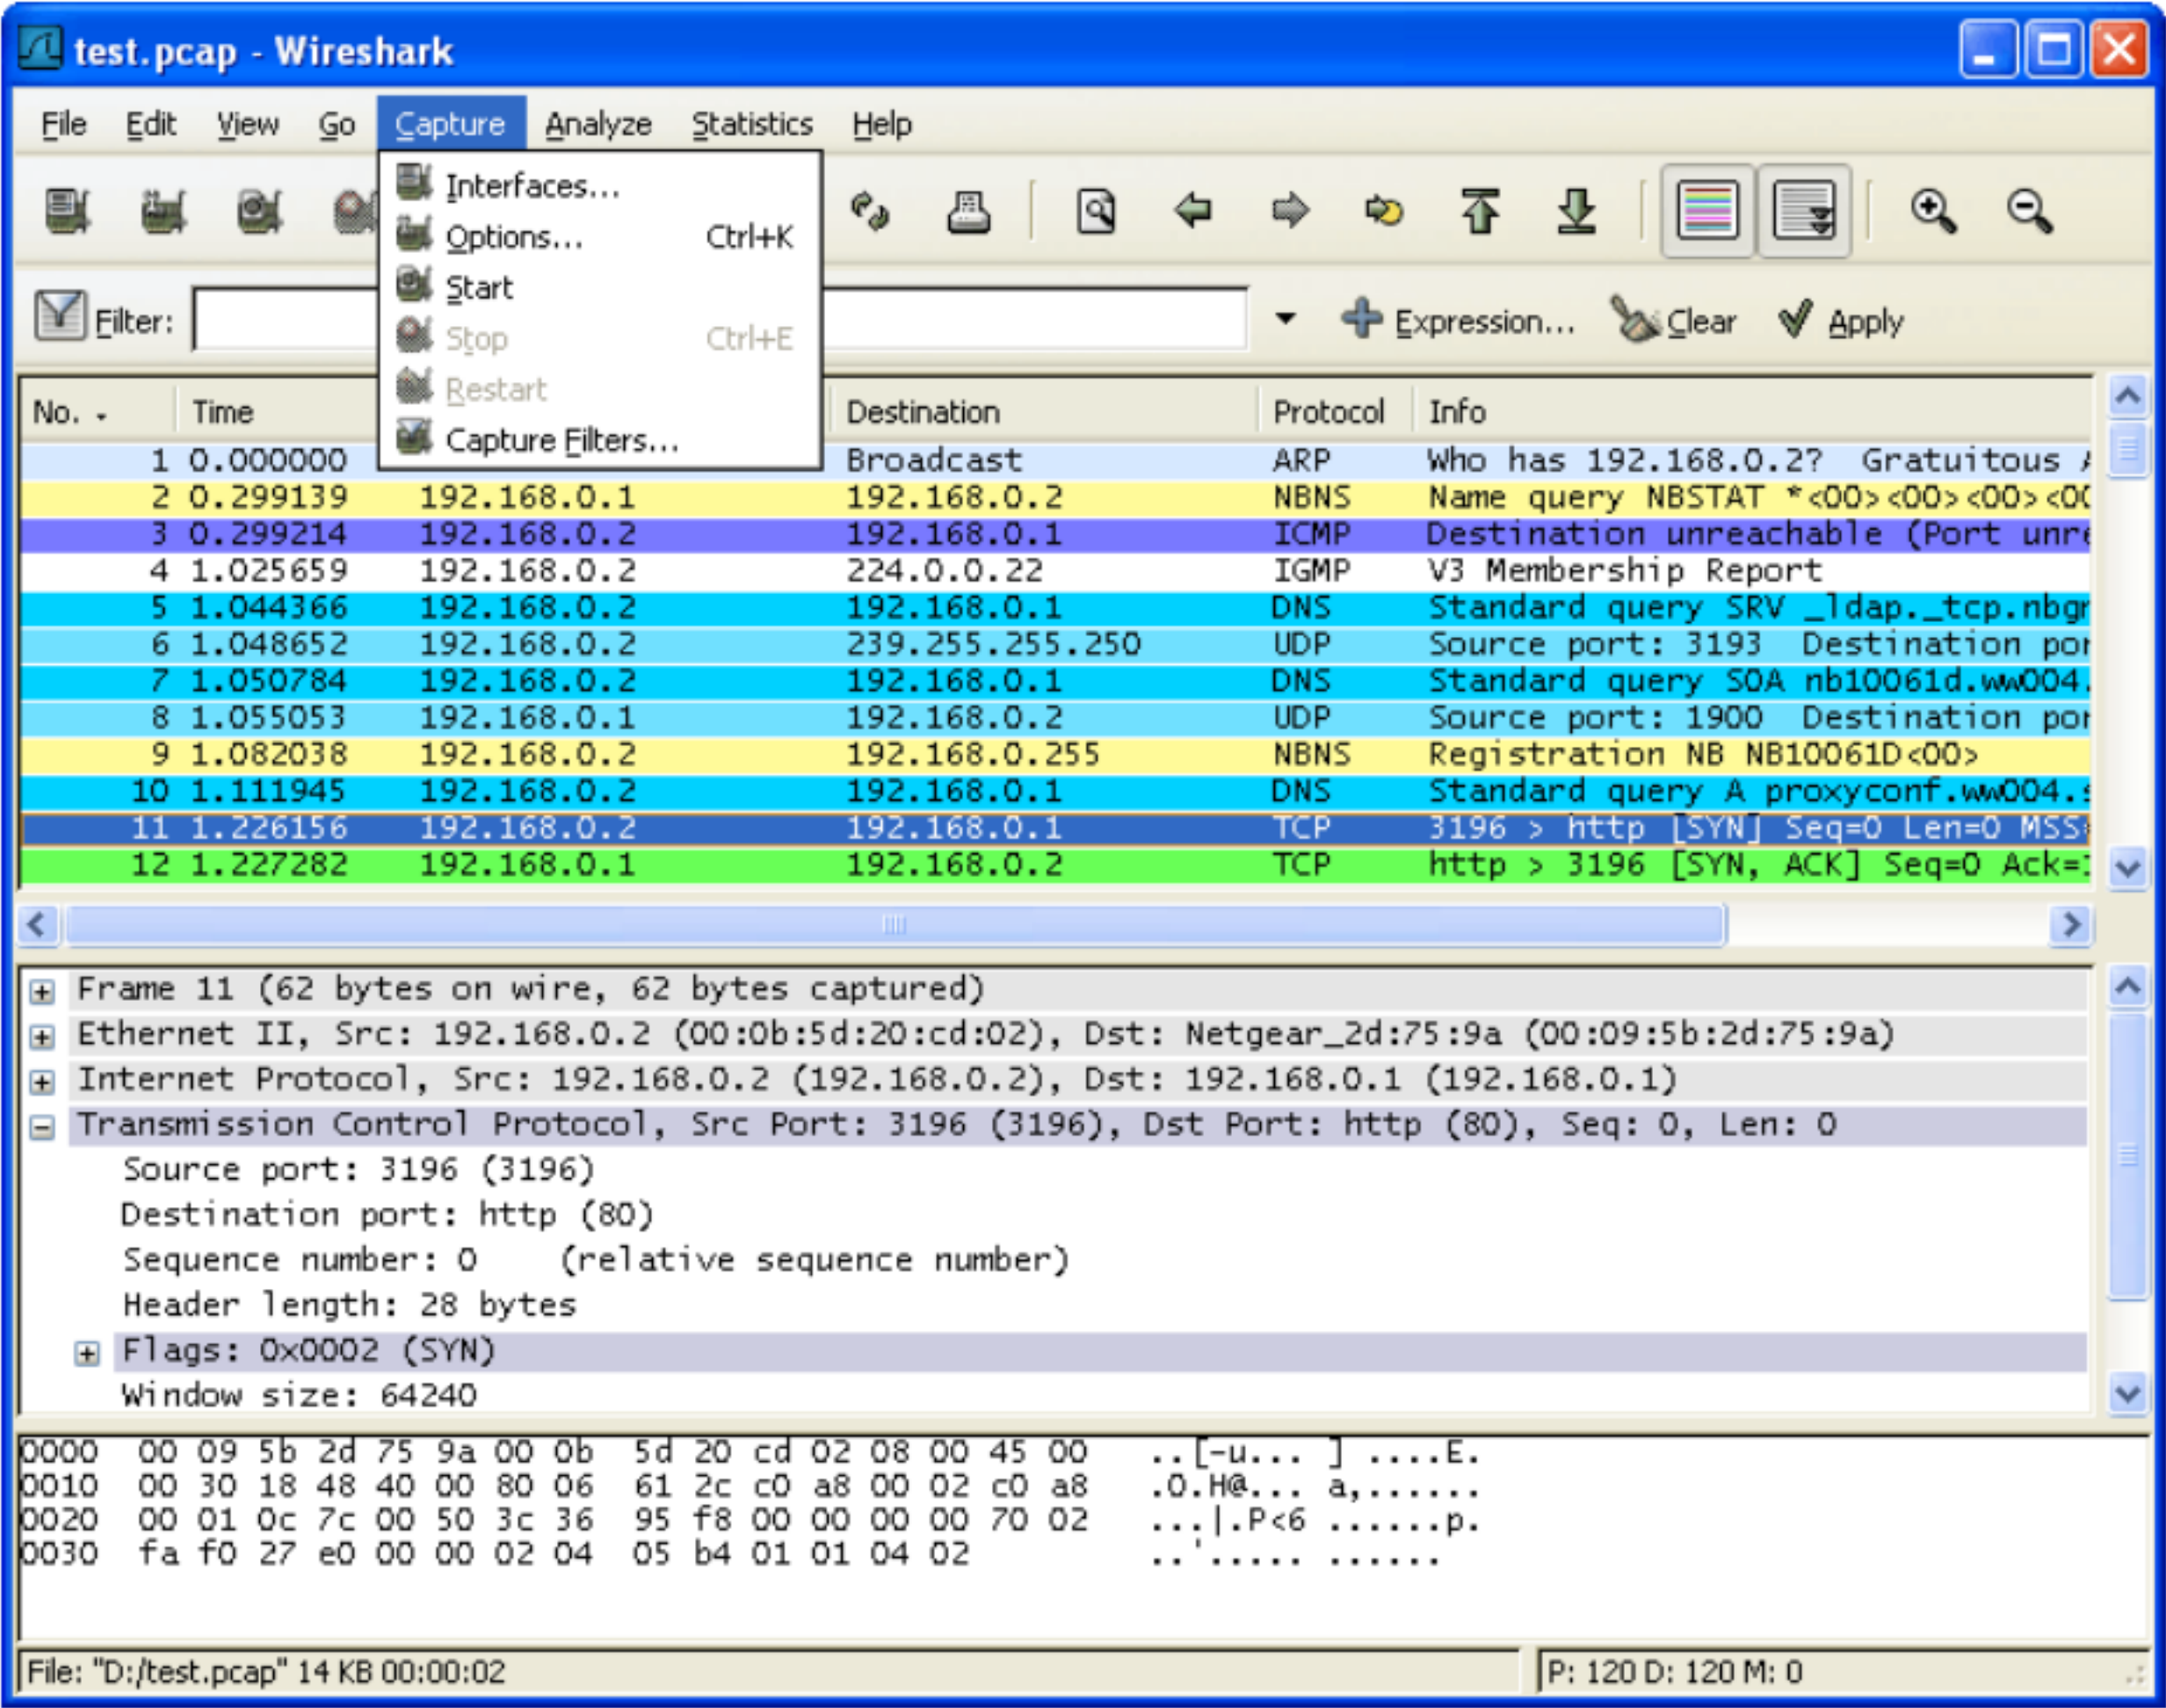 test.pcap - Wireshark
File Edit View Go Capture Analyze Statistics Help
Interfaces...
Options... Ctrl+K
Start
Stop Ctrl+E
Restart
Capture Filters...
Filter: Expression... Clear Apply
No. Time Destination Protocol Info
1 0.000000 Broadcast ARP Who has 192.168.0.2? Gratuitous
2 0.299139 192.168.0.1 192.168.0.2 NBNS Name query NBSTAT *<00><00><00><00
3 0.299214 192.168.0.2 192.168.0.1 ICMP Destination unreachable (Port unre
4 1.025659 192.168.0.2 224.0.0.22 IGMP V3 Membership Report
5 1.044366 192.168.0.2 192.168.0.1 DNS Standard query SRV _ldap._tcp.nbgm
6 1.048652 192.168.0.2 239.255.255.250 UDP Source port: 3193 Destination por
7 1.050784 192.168.0.2 192.168.0.1 DNS Standard query SOA nb10061d.ww004.
8 1.055053 192.168.0.1 192.168.0.2 UDP Source port: 1900 Destination por
9 1.082038 192.168.0.2 192.168.0.255 NBNS Registration NB NB10061D<00>
10 1.111945 192.168.0.2 192.168.0.1 DNS Standard query A proxyconf.ww004.s
11 1.226156 192.168.0.2 192.168.0.1 TCP 3196 > http [SYN] Seq=0 Len=0 MSS=
12 1.227282 192.168.0.1 192.168.0.2 TCP http > 3196 [SYN, ACK] Seq=0 Ack=1
Frame 11 (62 bytes on wire, 62 bytes captured)
Ethernet II, Src: 192.168.0.2 (00:0b:5d:20:cd:02), Dst: Netgear_2d:75:9a (00:09:5b:2d:75:9a)
Internet Protocol, Src: 192.168.0.2 (192.168.0.2), Dst: 192.168.0.1 (192.168.0.1)
Transmission Control Protocol, Src Port: 3196 (3196), Dst Port: http (80), Seq: 0, Len: 0
Source port: 3196 (3196)
Destination port: http (80)
Sequence number: 0 (relative sequence number)
Header length: 28 bytes
Flags: 0x0002 (SYN)
Window size: 64240
0000 00 09 5b 2d 75 9a 00 0b 5d 20 cd 02 08 00 45 00 ..[-u... ] ....E.
0010 00 30 18 48 40 00 80 06 61 2c c0 a8 00 02 c0 a8 .0.H@... a,......
0020 00 01 0c 7c 00 50 3c 36 95 f8 00 00 00 00 70 02 ...|.P<6 ......p.
0030 fa f0 27 e0 00 00 02 04 05 b4 01 01 04 02 ..'..... ......
File: "D:/test.pcap" 14 KB 00:00:02 P: 120 D: 120 M: 0